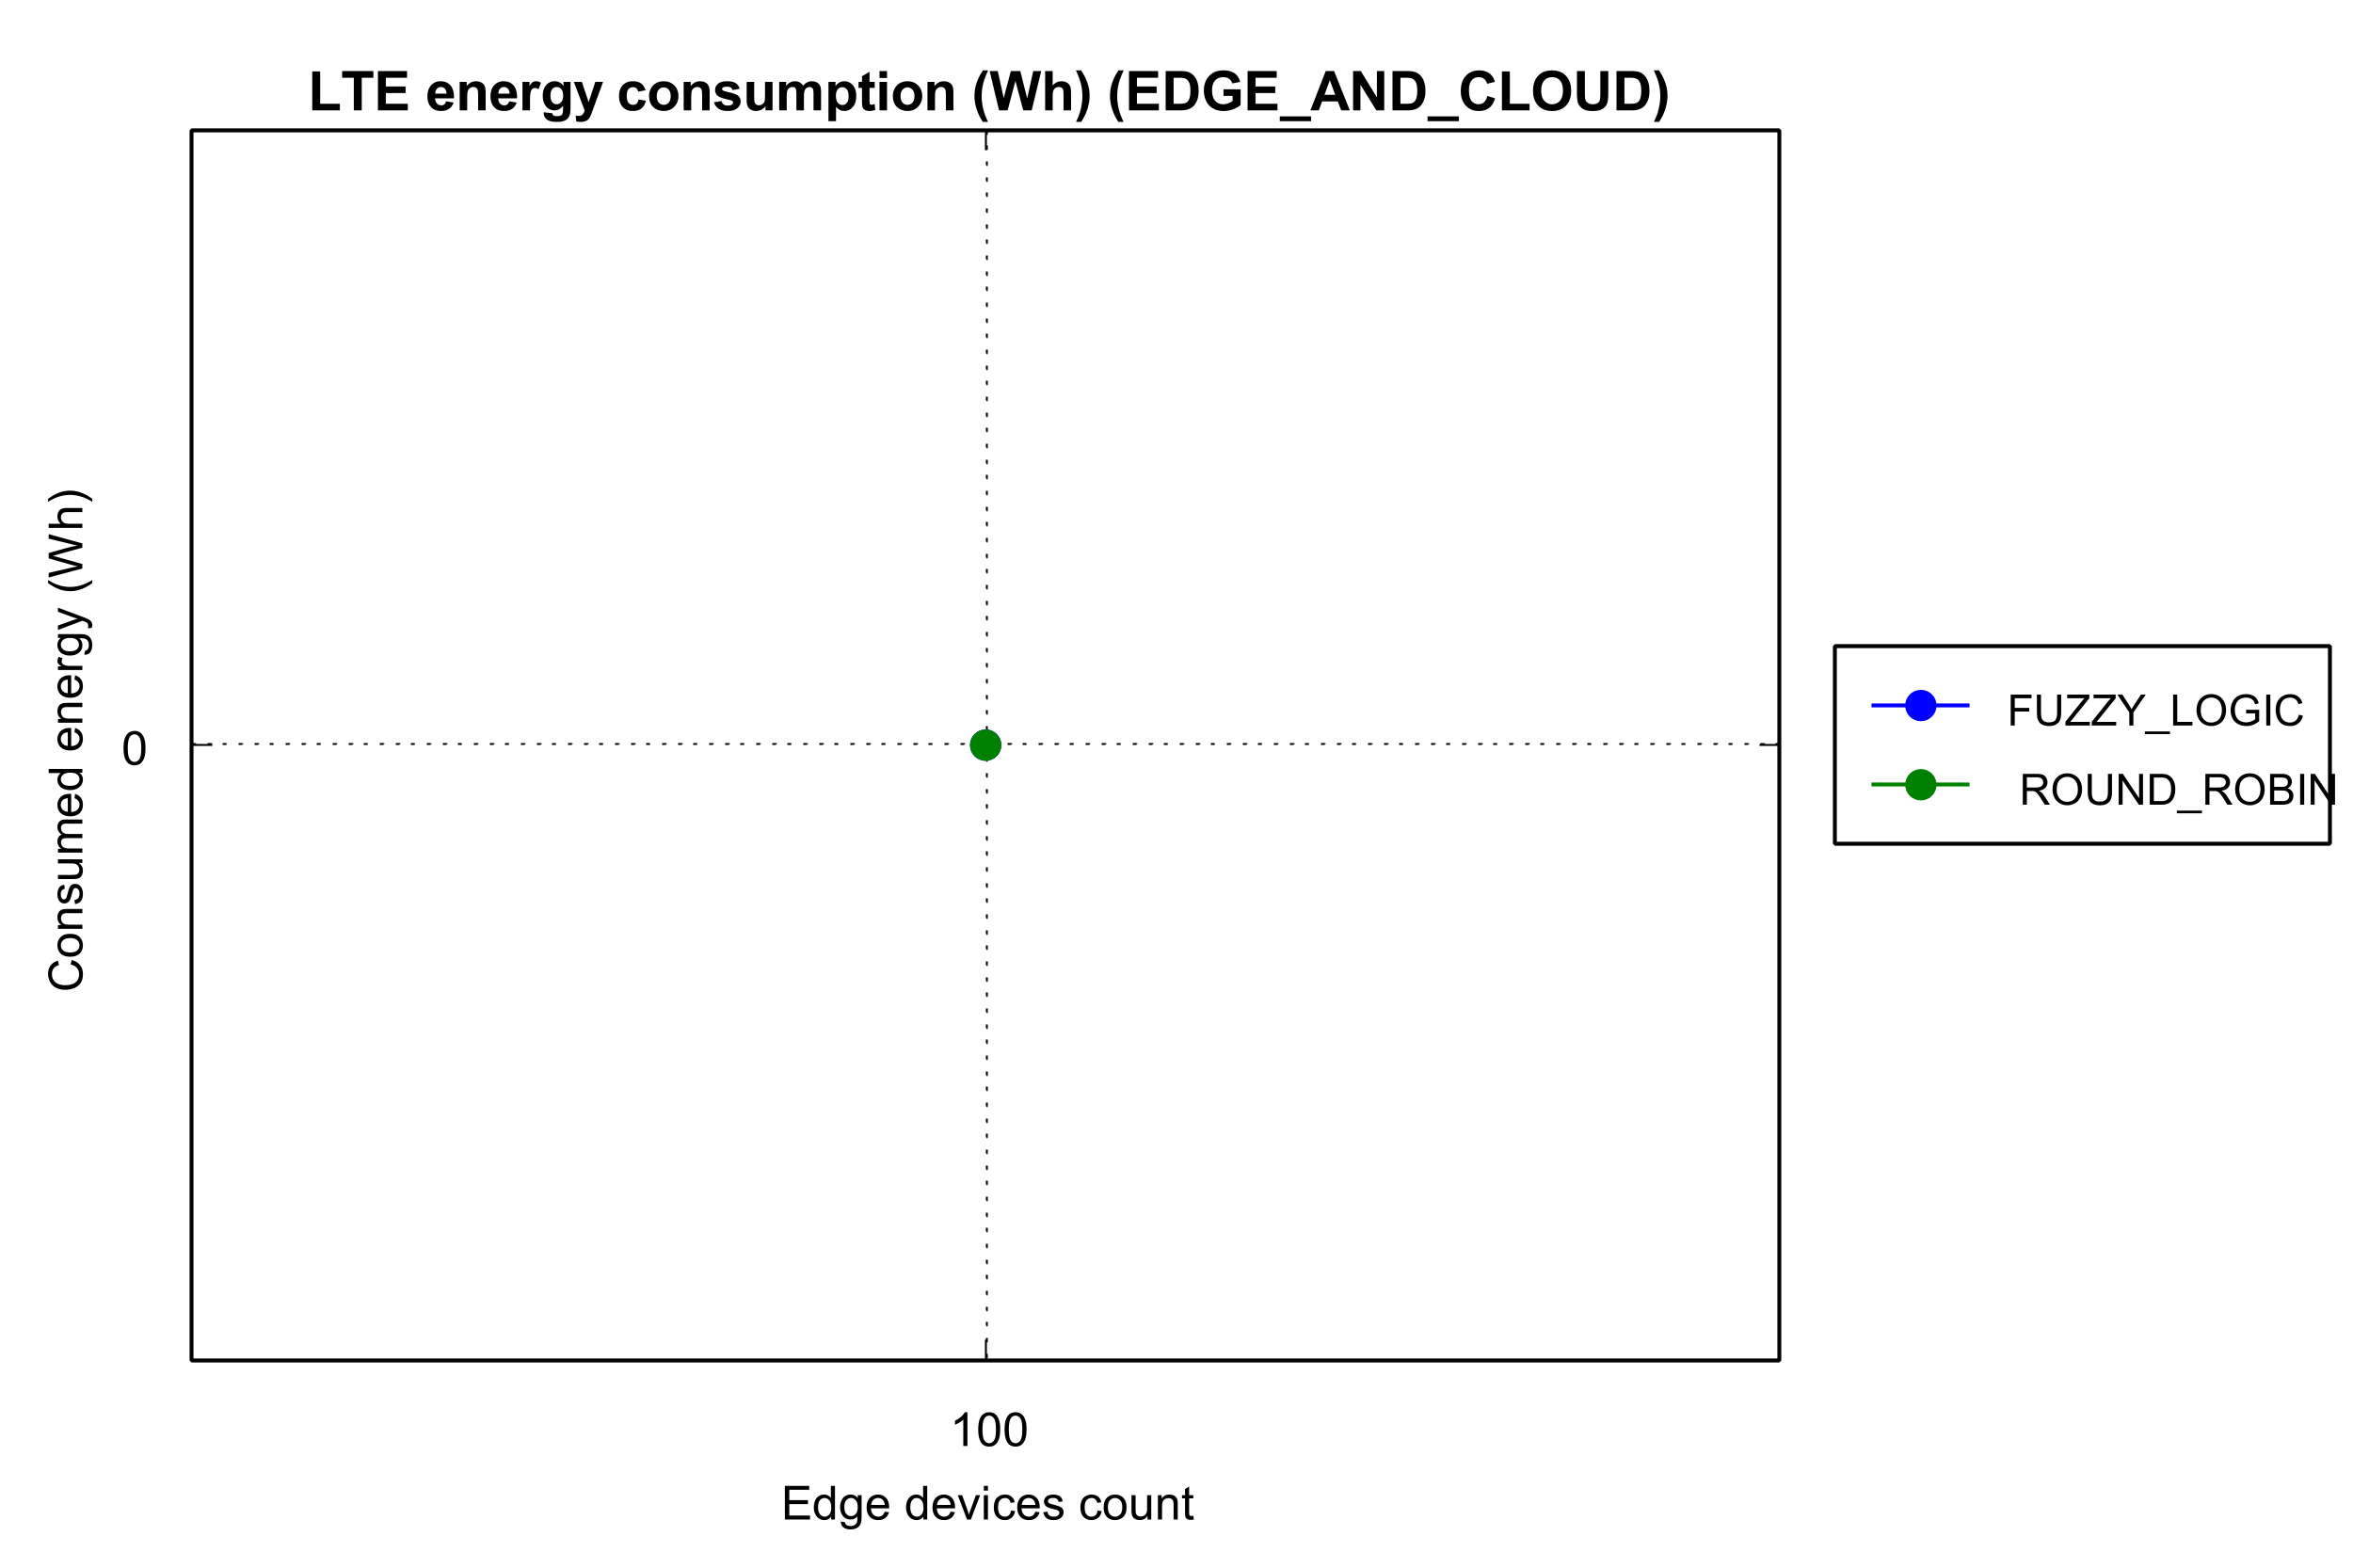 LTE energy consumption (Wh) (EDGE_AND_CLOUD)
Consumed energy (Wh)
0
FUZZY_LOGIC
ROUND_ROBIN
100
Edge devices count